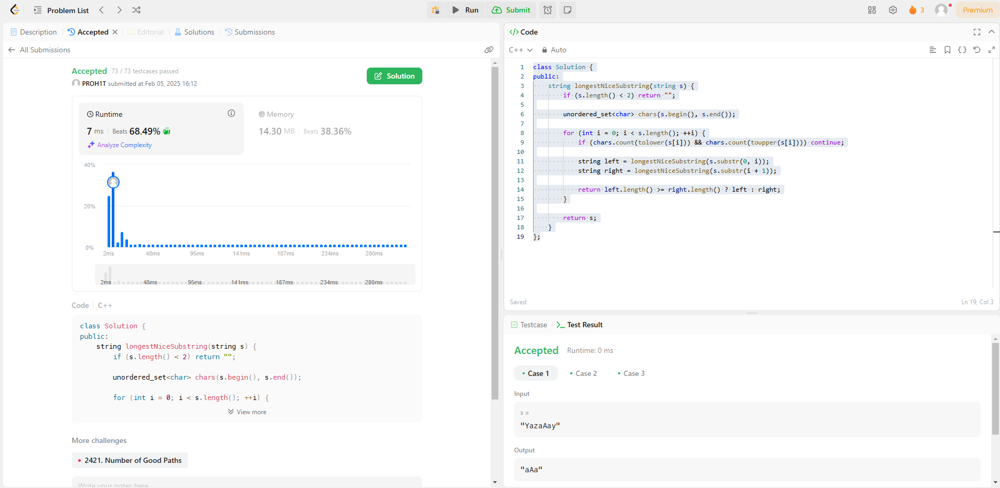 Problem List
Run
Submit
3
Premium
Description
Accepted
Editorial
Solutions
Submissions
All Submissions
Accepted 73 / 73 testcases passed
PROH1T submitted at Feb 05, 2025 16:12
Solution
Runtime
7 ms | Beats 68.49%
Analyze Complexity
Memory
14.30 MB | Beats 38.36%
40%
20%
0%
2ms 48ms 95ms 141ms 187ms 234ms 280ms
2ms 48ms 95ms 141ms 187ms 234ms 280ms
Code | C++
class Solution {
public:
    string longestNiceSubstring(string s) {
        if (s.length() < 2) return "";
        unordered_set<char> chars(s.begin(), s.end());
        for (int i = 0; i < s.length(); ++i) {
View more
More challenges
2421. Number of Good Paths
Write your notes here
</> Code
C++ Auto
1 class Solution {
2 public:
3     string longestNiceSubstring(string s) {
4         if (s.length() < 2) return "";
5
6         unordered_set<char> chars(s.begin(), s.end());
7
8         for (int i = 0; i < s.length(); ++i) {
9             if (chars.count(tolower(s[i])) && chars.count(toupper(s[i]))) continue;
10
11             string left = longestNiceSubstring(s.substr(0, i));
12             string right = longestNiceSubstring(s.substr(i + 1));
13
14             return left.length() >= right.length() ? left : right;
15         }
16
17         return s;
18     }
19 };
Saved
Ln 19, Col 3
Testcase
Test Result
Accepted Runtime: 0 ms
Case 1
Case 2
Case 3
Input
s =
"YazaAay"
Output
"aAa"